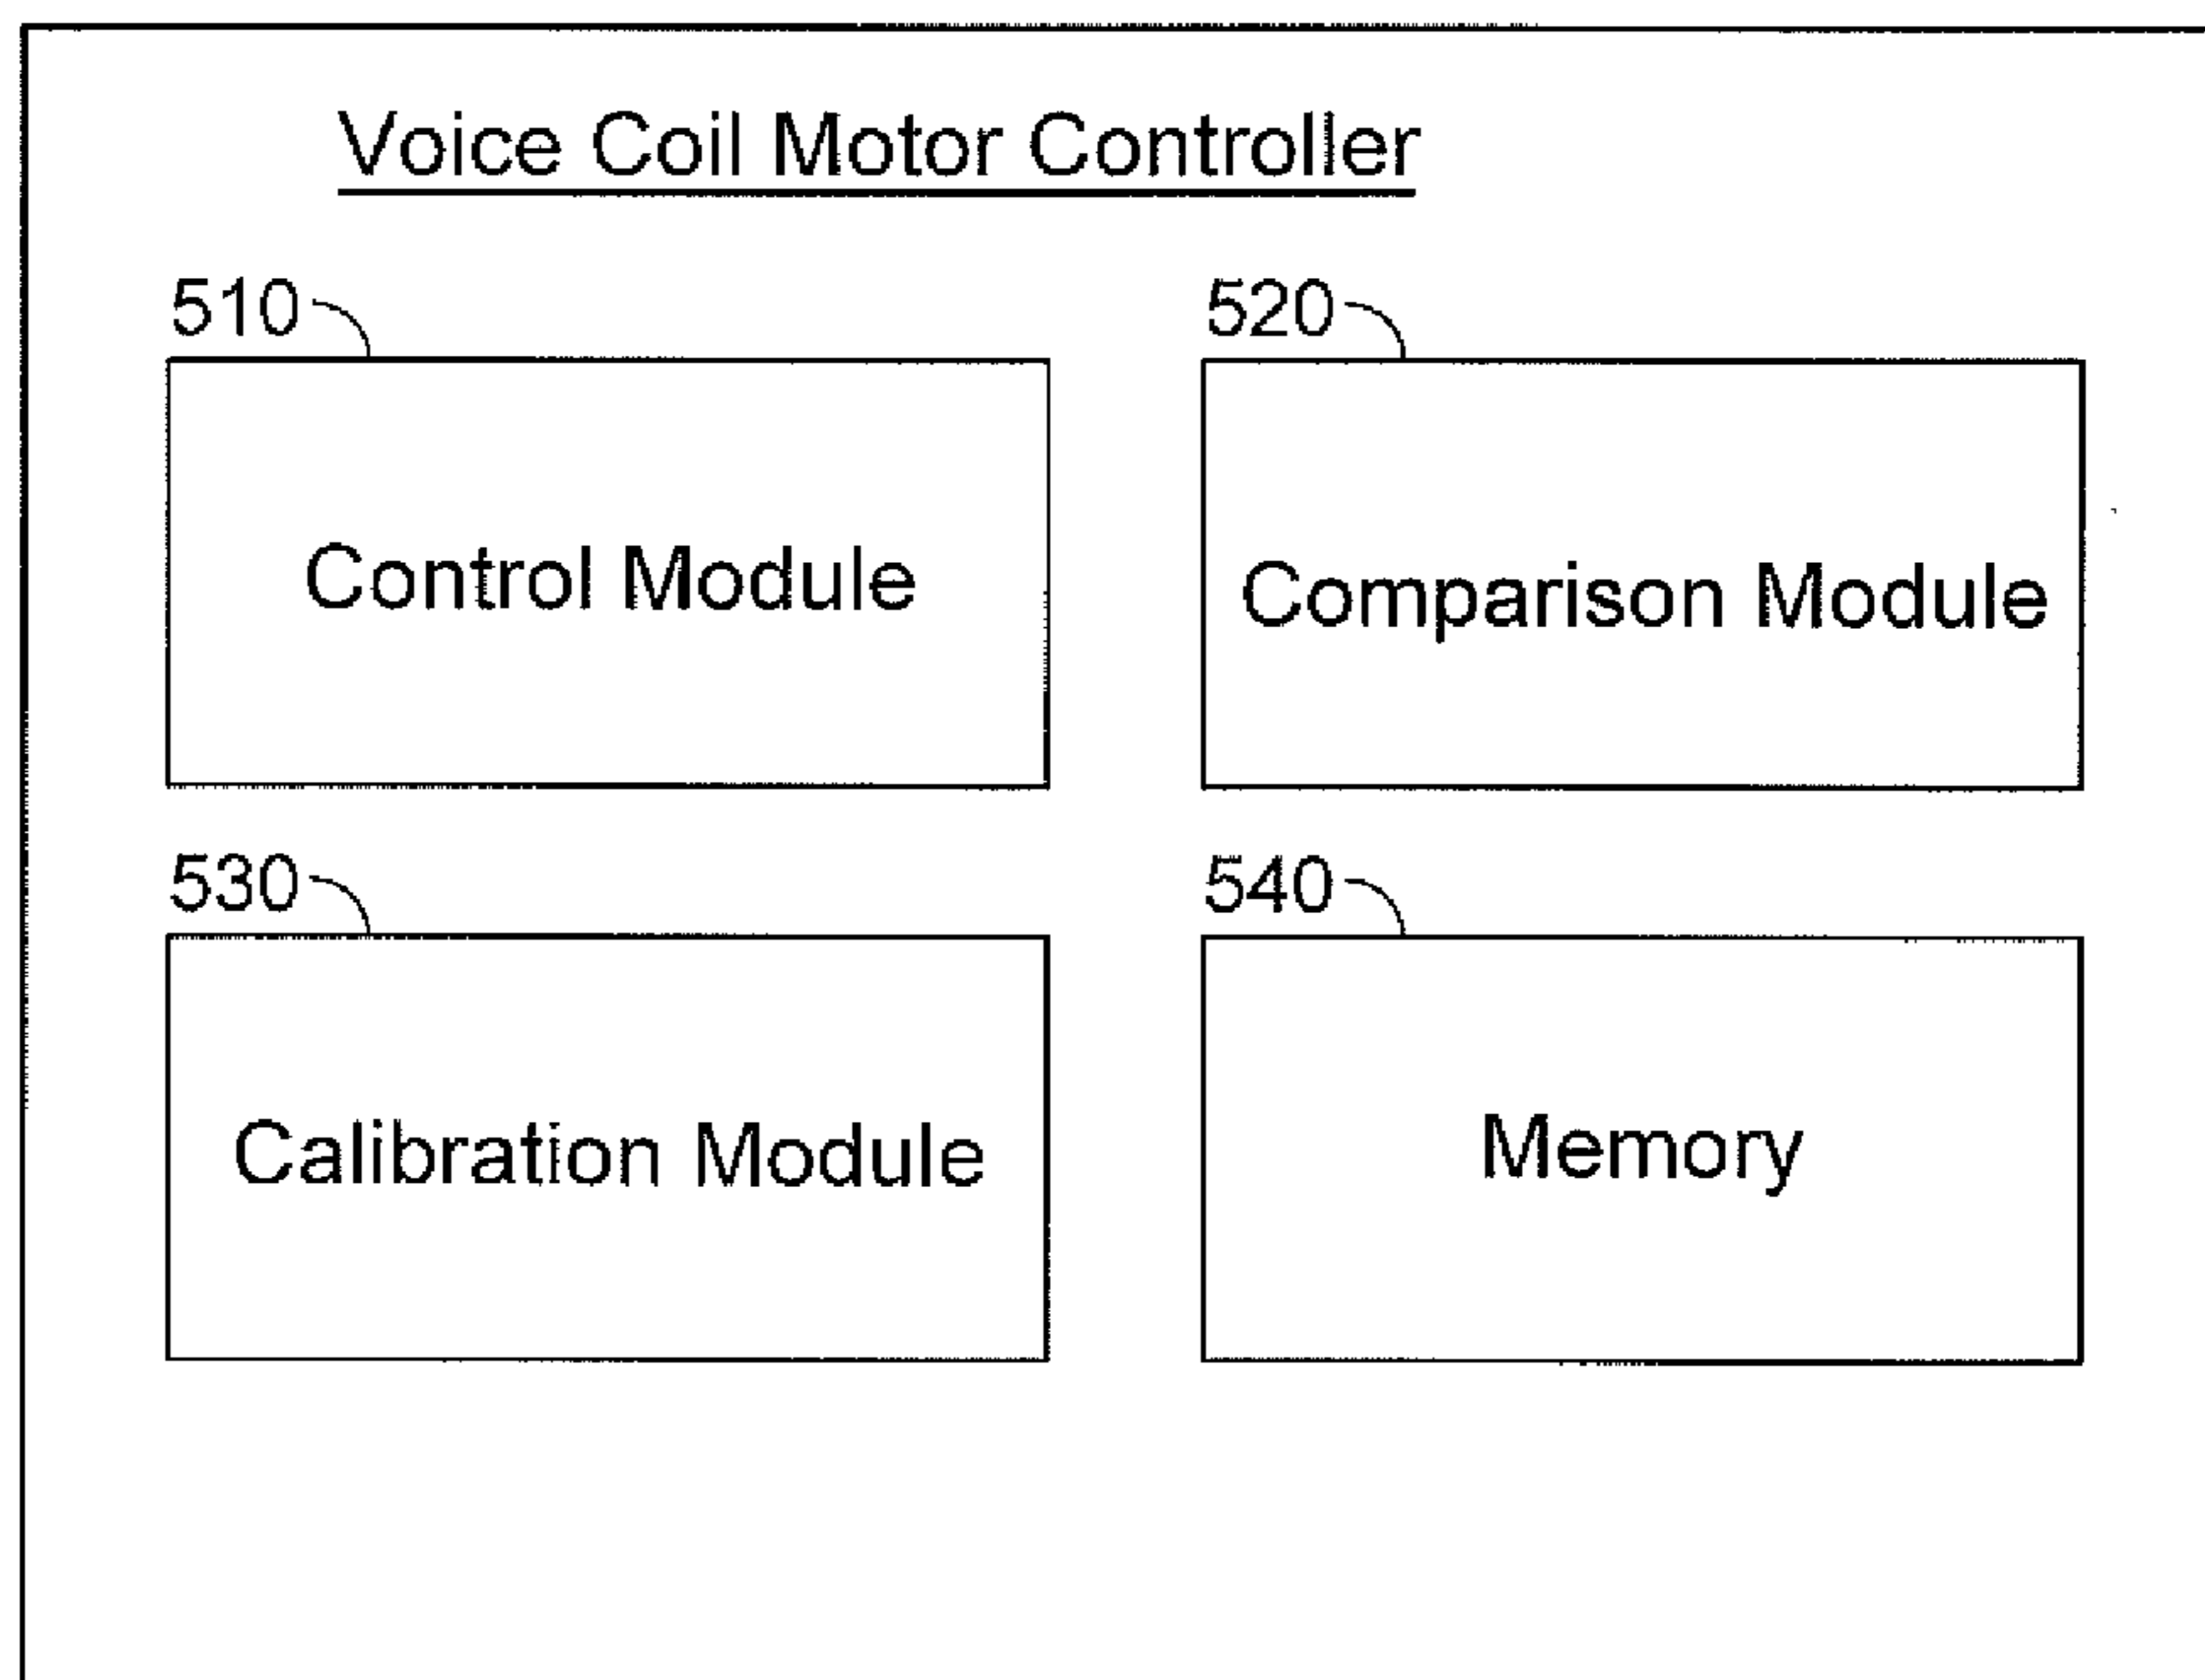 Voice Coil Motor Controller
510
520
Control Module
Comparison Module
530
540
Calibration Module
Memory